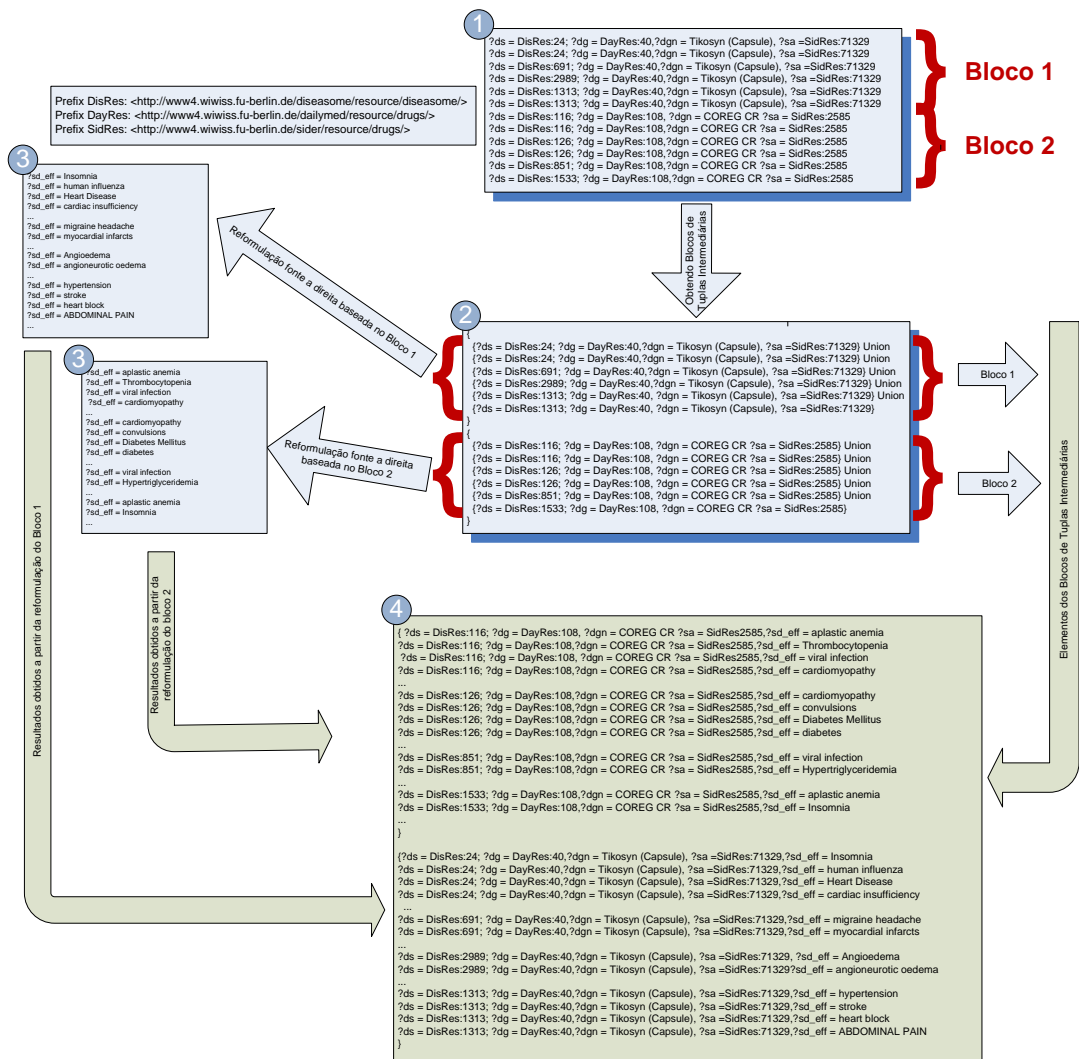 1
?ds = DisRes:24; ?dg = DayRes:40,?dgn = Tikosyn (Capsule), ?sa =SidRes:71329
?ds = DisRes:24; ?dg = DayRes:40,?dgn = Tikosyn (Capsule), ?sa =SidRes:71329
?ds = DisRes:691; ?dg = DayRes:40,?dgn = Tikosyn (Capsule), ?sa =SidRes:71329
?ds = DisRes:2989; ?dg = DayRes:40,?dgn = Tikosyn (Capsule), ?sa =SidRes:71329
?ds = DisRes:1313; ?dg = DayRes:40,?dgn = Tikosyn (Capsule), ?sa =SidRes:71329
?ds = DisRes:1313; ?dg = DayRes:40,?dgn = Tikosyn (Capsule), ?sa =SidRes:71329
?ds = DisRes:116; ?dg = DayRes:108, ?dgn = COREG CR ?sa = SidRes:2585
?ds = DisRes:116; ?dg = DayRes:108,?dgn = COREG CR ?sa = SidRes:2585
?ds = DisRes:126; ?dg = DayRes:108,?dgn = COREG CR ?sa = SidRes:2585
?ds = DisRes:126; ?dg = DayRes:108,?dgn = COREG CR ?sa = SidRes:2585
?ds = DisRes:851; ?dg = DayRes:108,?dgn = COREG CR ?sa = SidRes:2585
?ds = DisRes:1533; ?dg = DayRes:108,?dgn = COREG CR ?sa = SidRes:2585
Bloco 1
Bloco 2
Prefix DisRes: <http://www4.wiwiss.fu-berlin.de/diseasome/resource/diseasome/>
Prefix DayRes: <http://www4.wiwiss.fu-berlin.de/dailymed/resource/drugs/>
Prefix SidRes: <http://www4.wiwiss.fu-berlin.de/sider/resource/drugs/>
3
?sd_eff = Insomnia
?sd_eff = human influenza
?sd_eff = Heart Disease
?sd_eff = cardiac insufficiency
...
?sd_eff = migraine headache
?sd_eff = myocardial infarcts
...
?sd_eff = Angioedema
?sd_eff = angioneurotic oedema
...
?sd_eff = hypertension
?sd_eff = stroke
?sd_eff = heart block
?sd_eff = ABDOMINAL PAIN
...
Reformulação fonte a direita
baseada no Bloco 1
Obtendo Blocos de
Tuplas Intermediárias
2
{
{?ds = DisRes:24; ?dg = DayRes:40,?dgn = Tikosyn (Capsule), ?sa =SidRes:71329} Union
{?ds = DisRes:24; ?dg = DayRes:40,?dgn = Tikosyn (Capsule), ?sa =SidRes:71329} Union
{?ds = DisRes:691; ?dg = DayRes:40,?dgn = Tikosyn (Capsule), ?sa =SidRes:71329} Union
{?ds = DisRes:2989; ?dg = DayRes:40,?dgn = Tikosyn (Capsule), ?sa =SidRes:71329} Union
{?ds = DisRes:1313; ?dg = DayRes:40, ?dgn = Tikosyn (Capsule), ?sa =SidRes:71329} Union
{?ds = DisRes:1313; ?dg = DayRes:40, ?dgn = Tikosyn (Capsule), ?sa =SidRes:71329}
}
{
{?ds = DisRes:116; ?dg = DayRes:108, ?dgn = COREG CR ?sa = SidRes:2585} Union
{?ds = DisRes:116; ?dg = DayRes:108, ?dgn = COREG CR ?sa = SidRes:2585} Union
{?ds = DisRes:126; ?dg = DayRes:108, ?dgn = COREG CR ?sa = SidRes:2585} Union
{?ds = DisRes:126; ?dg = DayRes:108, ?dgn = COREG CR ?sa = SidRes:2585} Union
{?ds = DisRes:851; ?dg = DayRes:108, ?dgn = COREG CR ?sa = SidRes:2585} Union
{?ds = DisRes:1533; ?dg = DayRes:108, ?dgn = COREG CR ?sa = SidRes:2585}
}
Bloco 1
Bloco 2
3
?sd_eff = aplastic anemia
?sd_eff = Thrombocytopenia
?sd_eff = viral infection
?sd_eff = cardiomyopathy
...
?sd_eff = cardiomyopathy
?sd_eff = convulsions
?sd_eff = Diabetes Mellitus
?sd_eff = diabetes
...
?sd_eff = viral infection
?sd_eff = Hypertriglyceridemia
...
?sd_eff = aplastic anemia
?sd_eff = Insomnia
...
Reformulação fonte a direita
baseada no Bloco 2
Resultados obtidos a partir da reformulação do Bloco 1
Resultados obtidos a partir da
reformulação do bloco 2
Elementos dos Blocos de Tuplas Intermediárias
4
{ ?ds = DisRes:116; ?dg = DayRes:108, ?dgn = COREG CR ?sa = SidRes2585,?sd_eff = aplastic anemia
?ds = DisRes:116; ?dg = DayRes:108,?dgn = COREG CR ?sa = SidRes2585,?sd_eff = Thrombocytopenia
?ds = DisRes:116; ?dg = DayRes:108, ?dgn = COREG CR ?sa = SidRes2585,?sd_eff = viral infection
?ds = DisRes:116; ?dg = DayRes:108,?dgn = COREG CR ?sa = SidRes2585,?sd_eff = cardiomyopathy
...
?ds = DisRes:126; ?dg = DayRes:108,?dgn = COREG CR ?sa = SidRes2585,?sd_eff = cardiomyopathy
?ds = DisRes:126; ?dg = DayRes:108,?dgn = COREG CR ?sa = SidRes2585,?sd_eff = convulsions
?ds = DisRes:126; ?dg = DayRes:108,?dgn = COREG CR ?sa = SidRes2585,?sd_eff = Diabetes Mellitus
?ds = DisRes:126; ?dg = DayRes:108,?dgn = COREG CR ?sa = SidRes2585,?sd_eff = diabetes
...
?ds = DisRes:851; ?dg = DayRes:108,?dgn = COREG CR ?sa = SidRes2585,?sd_eff = viral infection
?ds = DisRes:851; ?dg = DayRes:108,?dgn = COREG CR ?sa = SidRes2585,?sd_eff = Hypertriglyceridemia
...
?ds = DisRes:1533; ?dg = DayRes:108,?dgn = COREG CR ?sa = SidRes2585,?sd_eff = aplastic anemia
?ds = DisRes:1533; ?dg = DayRes:108,?dgn = COREG CR ?sa = SidRes2585,?sd_eff = Insomnia
...
}
{?ds = DisRes:24; ?dg = DayRes:40,?dgn = Tikosyn (Capsule), ?sa =SidRes:71329,?sd_eff = Insomnia
?ds = DisRes:24; ?dg = DayRes:40,?dgn = Tikosyn (Capsule), ?sa =SidRes:71329,?sd_eff = human influenza
?ds = DisRes:24; ?dg = DayRes:40,?dgn = Tikosyn (Capsule), ?sa =SidRes:71329,?sd_eff = Heart Disease
?ds = DisRes:24; ?dg = DayRes:40,?dgn = Tikosyn (Capsule), ?sa =SidRes:71329,?sd_eff = cardiac insufficiency
...
?ds = DisRes:691; ?dg = DayRes:40,?dgn = Tikosyn (Capsule), ?sa =SidRes:71329,?sd_eff = migraine headache
?ds = DisRes:691; ?dg = DayRes:40,?dgn = Tikosyn (Capsule), ?sa =SidRes:71329,?sd_eff = myocardial infarcts
...
?ds = DisRes:2989; ?dg = DayRes:40,?dgn = Tikosyn (Capsule), ?sa =SidRes:71329, ?sd_eff = Angioedema
?ds = DisRes:2989; ?dg = DayRes:40,?dgn = Tikosyn (Capsule), ?sa =SidRes:71329?sd_eff = angioneurotic oedema
...
?ds = DisRes:1313; ?dg = DayRes:40,?dgn = Tikosyn (Capsule), ?sa =SidRes:71329,?sd_eff = hypertension
?ds = DisRes:1313; ?dg = DayRes:40,?dgn = Tikosyn (Capsule), ?sa =SidRes:71329,?sd_eff = stroke
?ds = DisRes:1313; ?dg = DayRes:40,?dgn = Tikosyn (Capsule), ?sa =SidRes:71329,?sd_eff = heart block
?ds = DisRes:1313; ?dg = DayRes:40,?dgn = Tikosyn (Capsule), ?sa =SidRes:71329,?sd_eff = ABDOMINAL PAIN
}